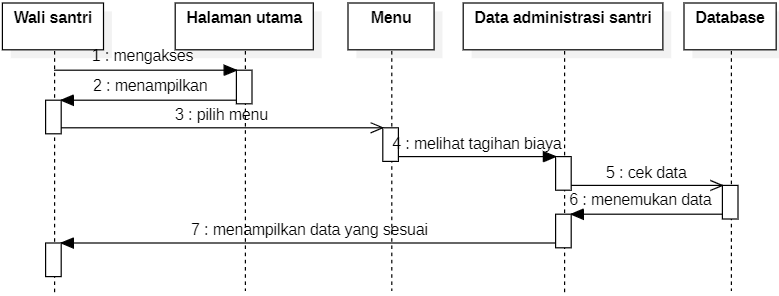 Wali santri
Halaman utama
Menu
Data administrasi santri
Database
1 : mengakses
2 : menampilkan
3 : pilih menu
4 : melihat tagihan biaya
5 : cek data
6 : menemukan data
7 : menampilkan data yang sesuai